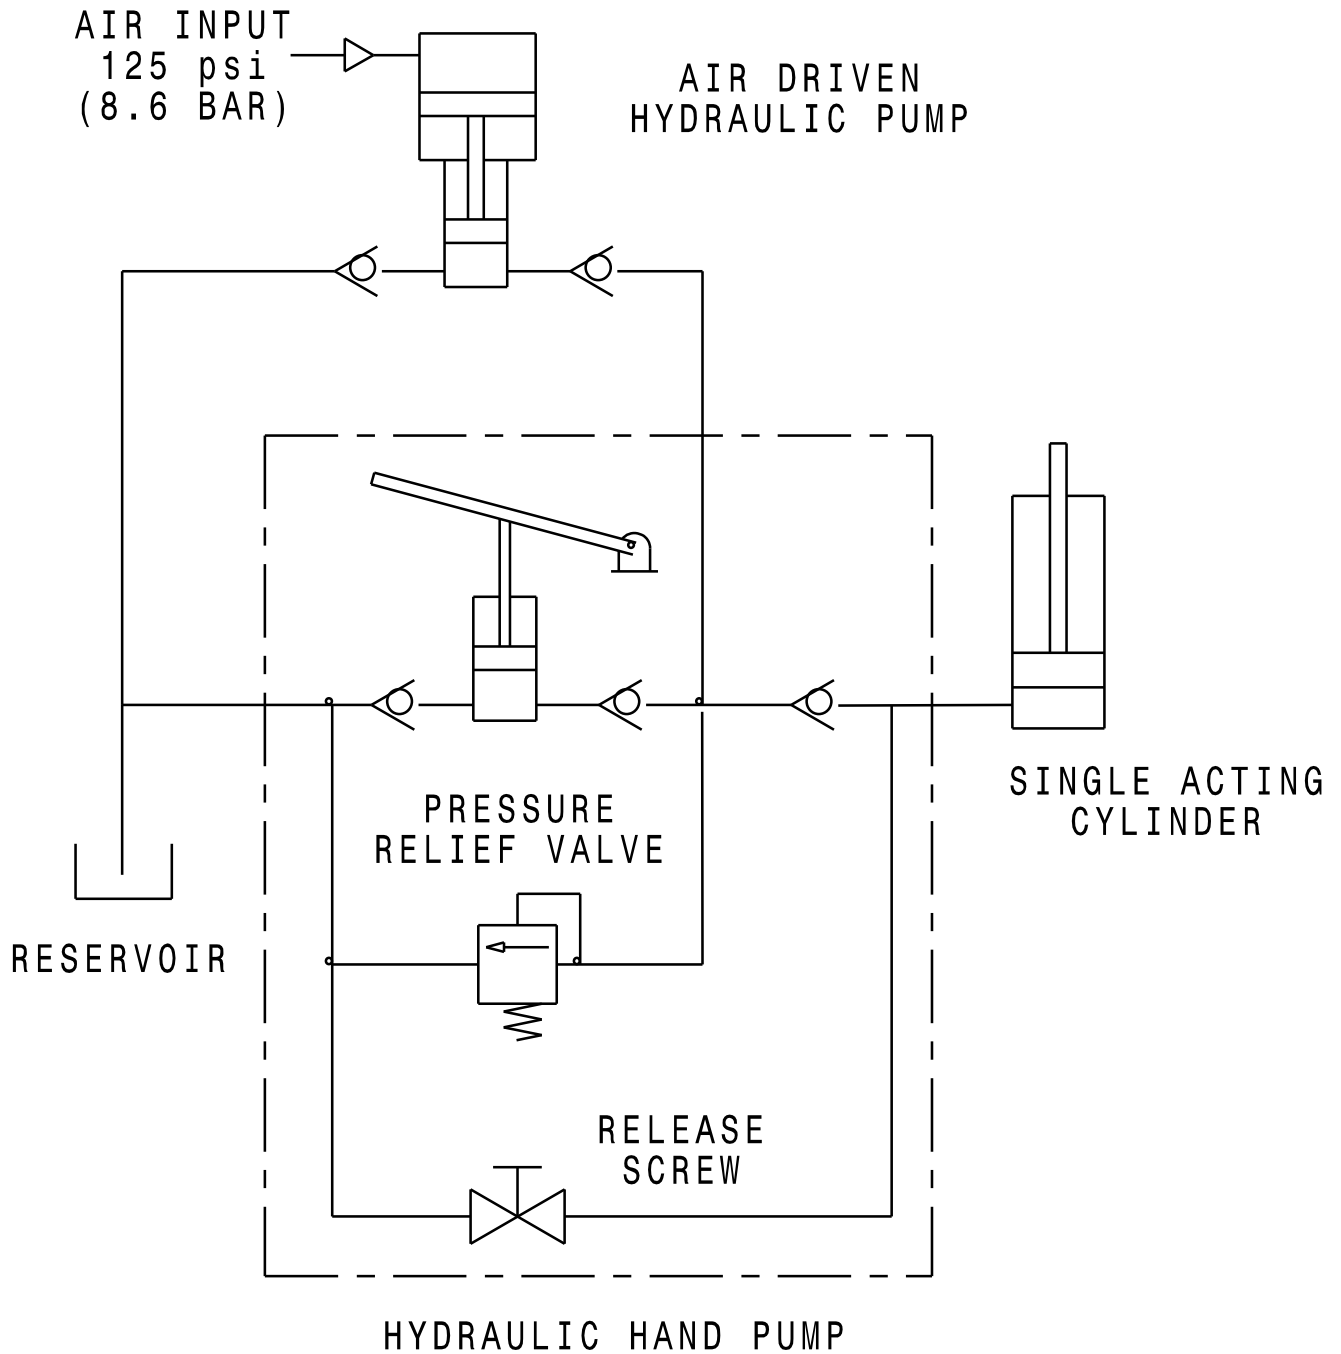 AIR INPUT
125 psi
(8.6 BAR)
AIR DRIVEN
HYDRAULIC PUMP
SINGLE ACTING
CYLINDER
PRESSURE
RELIEF VALVE
RESERVOIR
RELEASE
SCREW
HYDRAULIC HAND PUMP